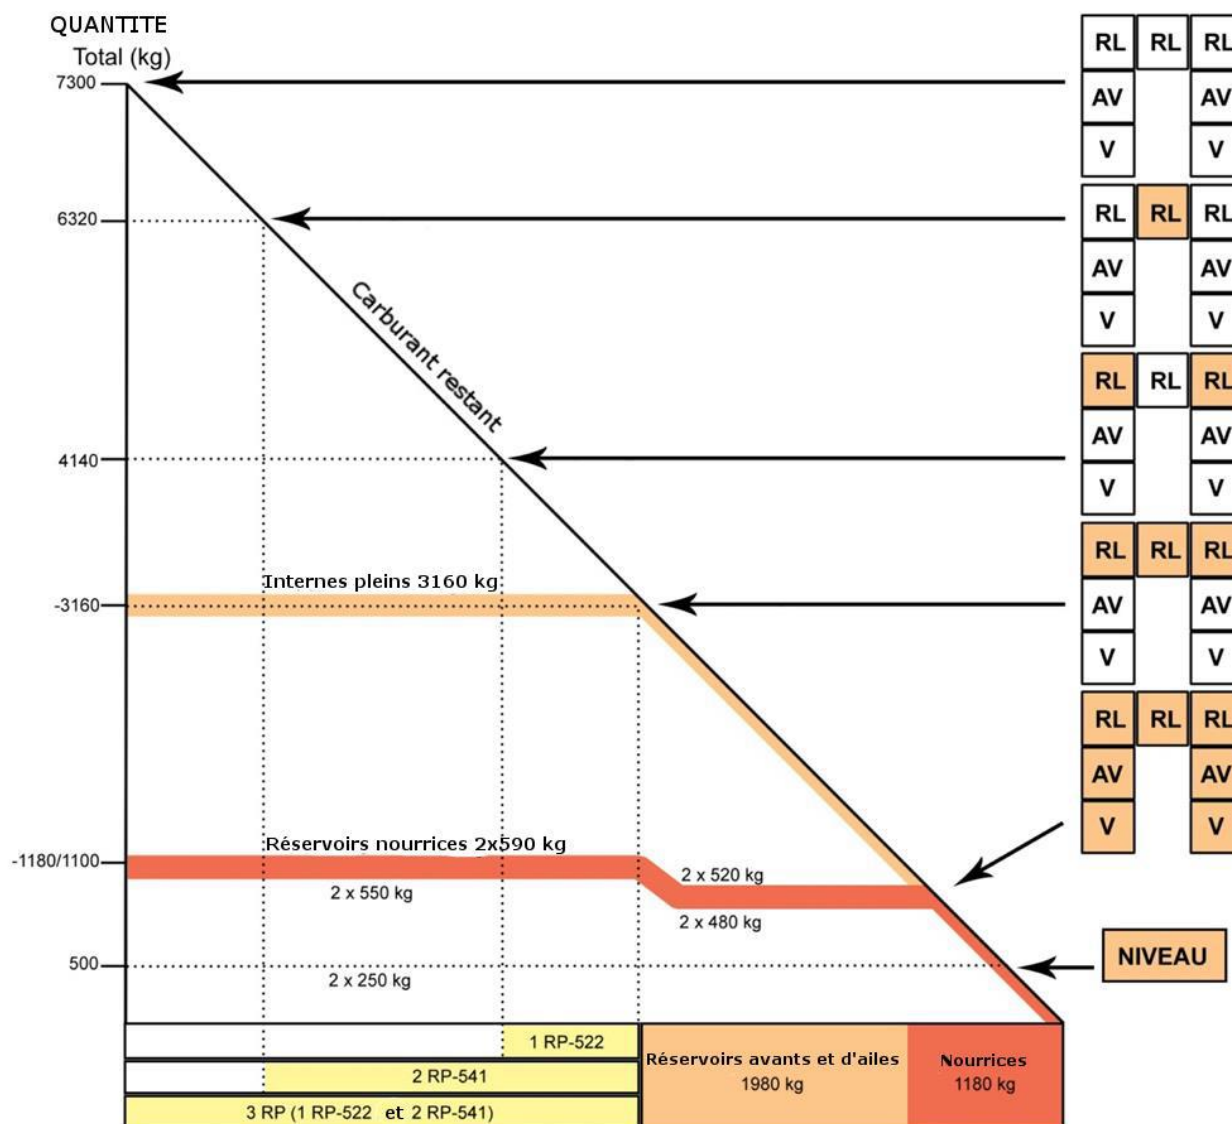 QUANTITE
Total (kg)
7300
6320
4140
-3160
-1180/1100
500
Carburant restant
Internes pleins 3160 kg
Réservoirs nourrices 2x590 kg
2 x 550 kg
2 x 520 kg
2 x 480 kg
2 x 250 kg
RL RL RL
AV AV
V V
RL RL RL
AV AV
V V
RL RL RL
AV AV
V V
RL RL RL
AV AV
V V
RL RL RL
AV AV
V V
NIVEAU
1 RP-522
2 RP-541
3 RP (1 RP-522 et 2 RP-541)
Réservoirs avants et d'ailes
1980 kg
Nourrices
1180 kg